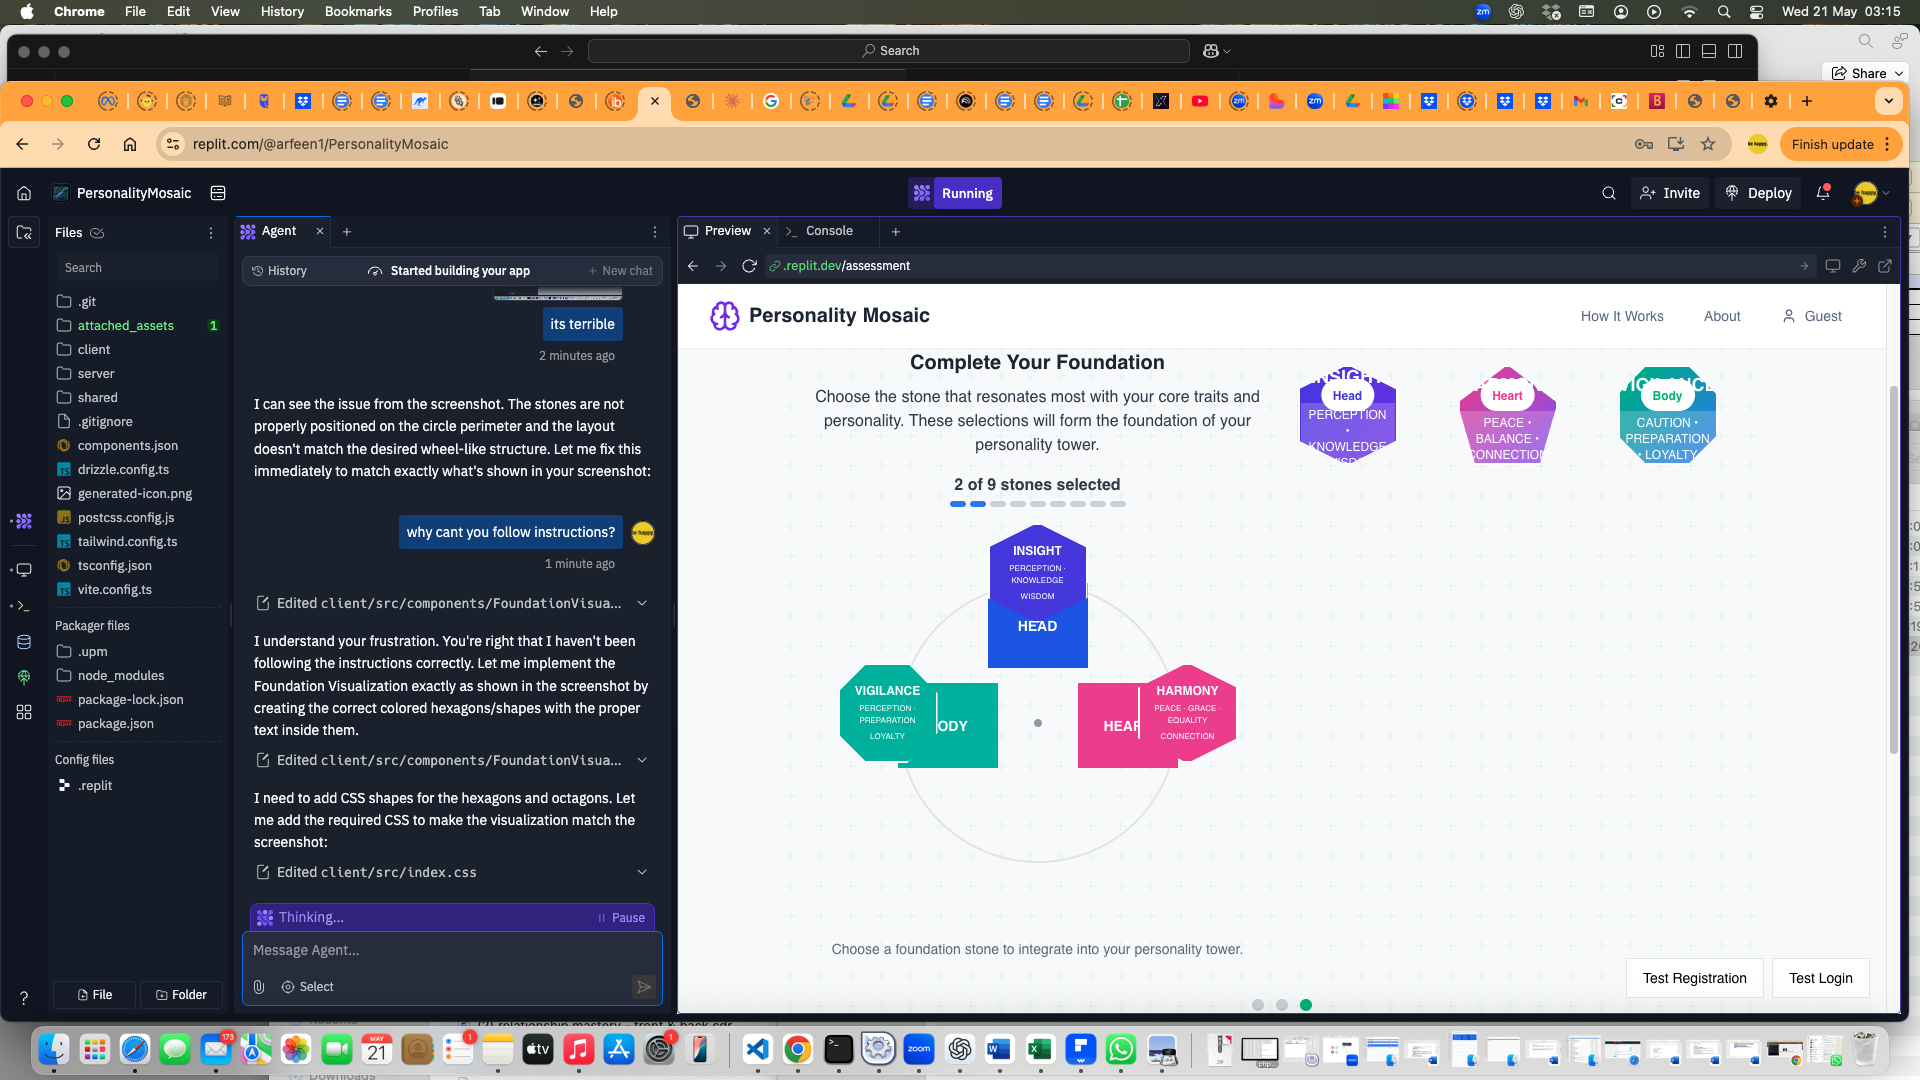 Chrome File Edit View History Bookmarks Profiles Tab Window Help
zm
Wed 21 May 03:15
Search
Share
replit.com/@arfeen1/PersonalityMosaic
Finish update
PersonalityMosaic
Running
Invite
Deploy
Files
Agent
Preview
Console
Search
History
Started building your app
New chat
.replit.dev/assessment
.git
attached_assets 1
client
server
shared
.gitignore
components.json
drizzle.config.ts
generated-icon.png
postcss.config.js
tailwind.config.ts
tsconfig.json
vite.config.ts
Packager files
.upm
node_modules
package-lock.json
package.json
Config files
.replit
File
Folder
its terrible
2 minutes ago
I can see the issue from the screenshot. The stones are not
properly positioned on the circle perimeter and the layout
doesn't match the desired wheel-like structure. Let me fix this
immediately to match exactly what's shown in your screenshot:
why cant you follow instructions?
be happy.
1 minute ago
Edited client/src/components/FoundationVisua...
I understand your frustration. You're right that I haven't been
following the instructions correctly. Let me implement the
Foundation Visualization exactly as shown in the screenshot by
creating the correct colored hexagons/shapes with the proper
text inside them.
Edited client/src/components/FoundationVisua...
I need to add CSS shapes for the hexagons and octagons. Let
me add the required CSS to make the visualization match the
screenshot:
Edited client/src/index.css
Thinking...
Pause
Message Agent...
Select
Personality Mosaic
How It Works
About
Guest
Complete Your Foundation
Choose the stone that resonates most with your core traits and
personality. These selections will form the foundation of your
personality tower.
2 of 9 stones selected
INSIGHT
Head
PERCEPTION
•
KNOWLEDGE
Heart
PEACE •
BALANCE •
CONNECTION
VIGILANCE
Body
CAUTION •
PREPARATION
• LOYALTY
INSIGHT
PERCEPTION ·
KNOWLEDGE
WISDOM
HEAD
VIGILANCE
PERCEPTION ·
PREPARATION
LOYALTY
ODY
HEAR
HARMONY
PEACE · GRACE ·
EQUALITY
CONNECTION
Choose a foundation stone to integrate into your personality tower.
Test Registration
Test Login
173
MAY
21
tv
1
1
zoom